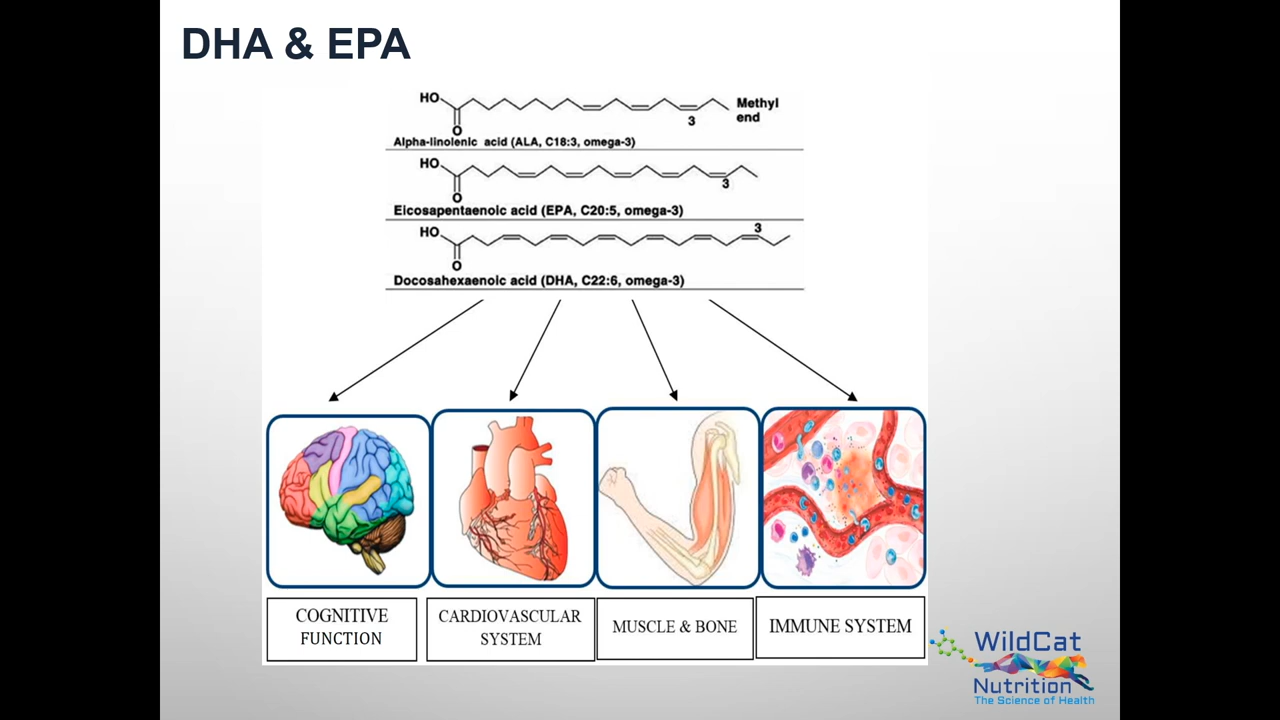 DHA & EPA
HO
Methyl
end
3
O
Alpha-linolenic acid (ALA, C18:3, omega-3)
HO
3
O
Eicosapentaenoic acid (EPA, C20:5, omega-3)
3
HO
O
Docosahexaenoic acid (DHA, C22:6, omega-3)
COGNITIVE
FUNCTION
CARDIOVASCULAR
SYSTEM
MUSCLE & BONE
IMMUNE SYSTEM
WildCat
Nutrition
The Science of Health